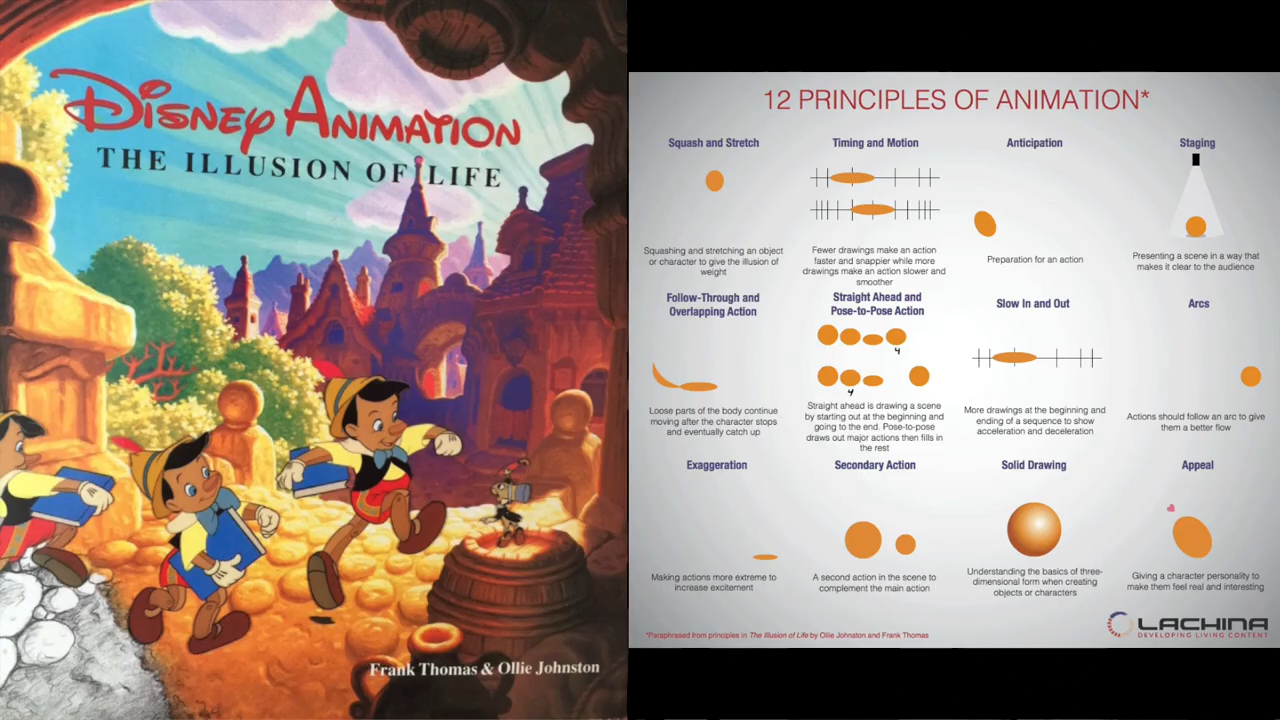 DISNEY ANIMATION
THE ILLUSION OF LIFE
Frank Thomas & Ollie Johnston
12 PRINCIPLES OF ANIMATION*
Squash and Stretch
Squashing and stretching an object
or character to give the illusion of
weight
Timing and Motion
Fewer drawings make an action
faster and snappier while more
drawings make an action slower and
smoother
Anticipation
Preparation for an action
Staging
Presenting a scene in a way that
makes it clear to the audience
Follow-Through and
Overlapping Action
Loose parts of the body continue
moving after the character stops
and eventually catch up
Straight Ahead and
Pose-to-Pose Action
4
4
Straight ahead is drawing a scene
by starting out at the beginning and
going to the end. Pose-to-pose
draws out major actions then fills in
the rest
Slow In and Out
More drawings at the beginning and
ending of a sequence to show
acceleration and deceleration
Arcs
Actions should follow an arc to give
them a better flow
Exaggeration
Making actions more extreme to
increase excitement
Secondary Action
A second action in the scene to
complement the main action
Solid Drawing
Understanding the basics of three-
dimensional form when creating
objects or characters
Appeal
Giving a character personality to
make them feel real and interesting
*Paraphrased from principles in The Illusion of Life by Ollie Johnston and Frank Thomas
LACHINA
DEVELOPING LIVING CONTENT